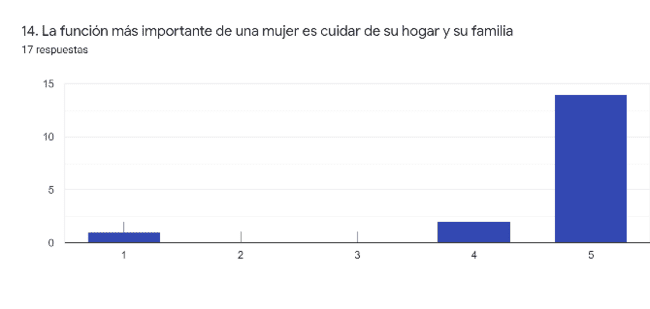 14. La función más importante de una mujer es cuidar de su hogar y su familia
17 respuestas
15
10
5
0
1 2 3 4 5